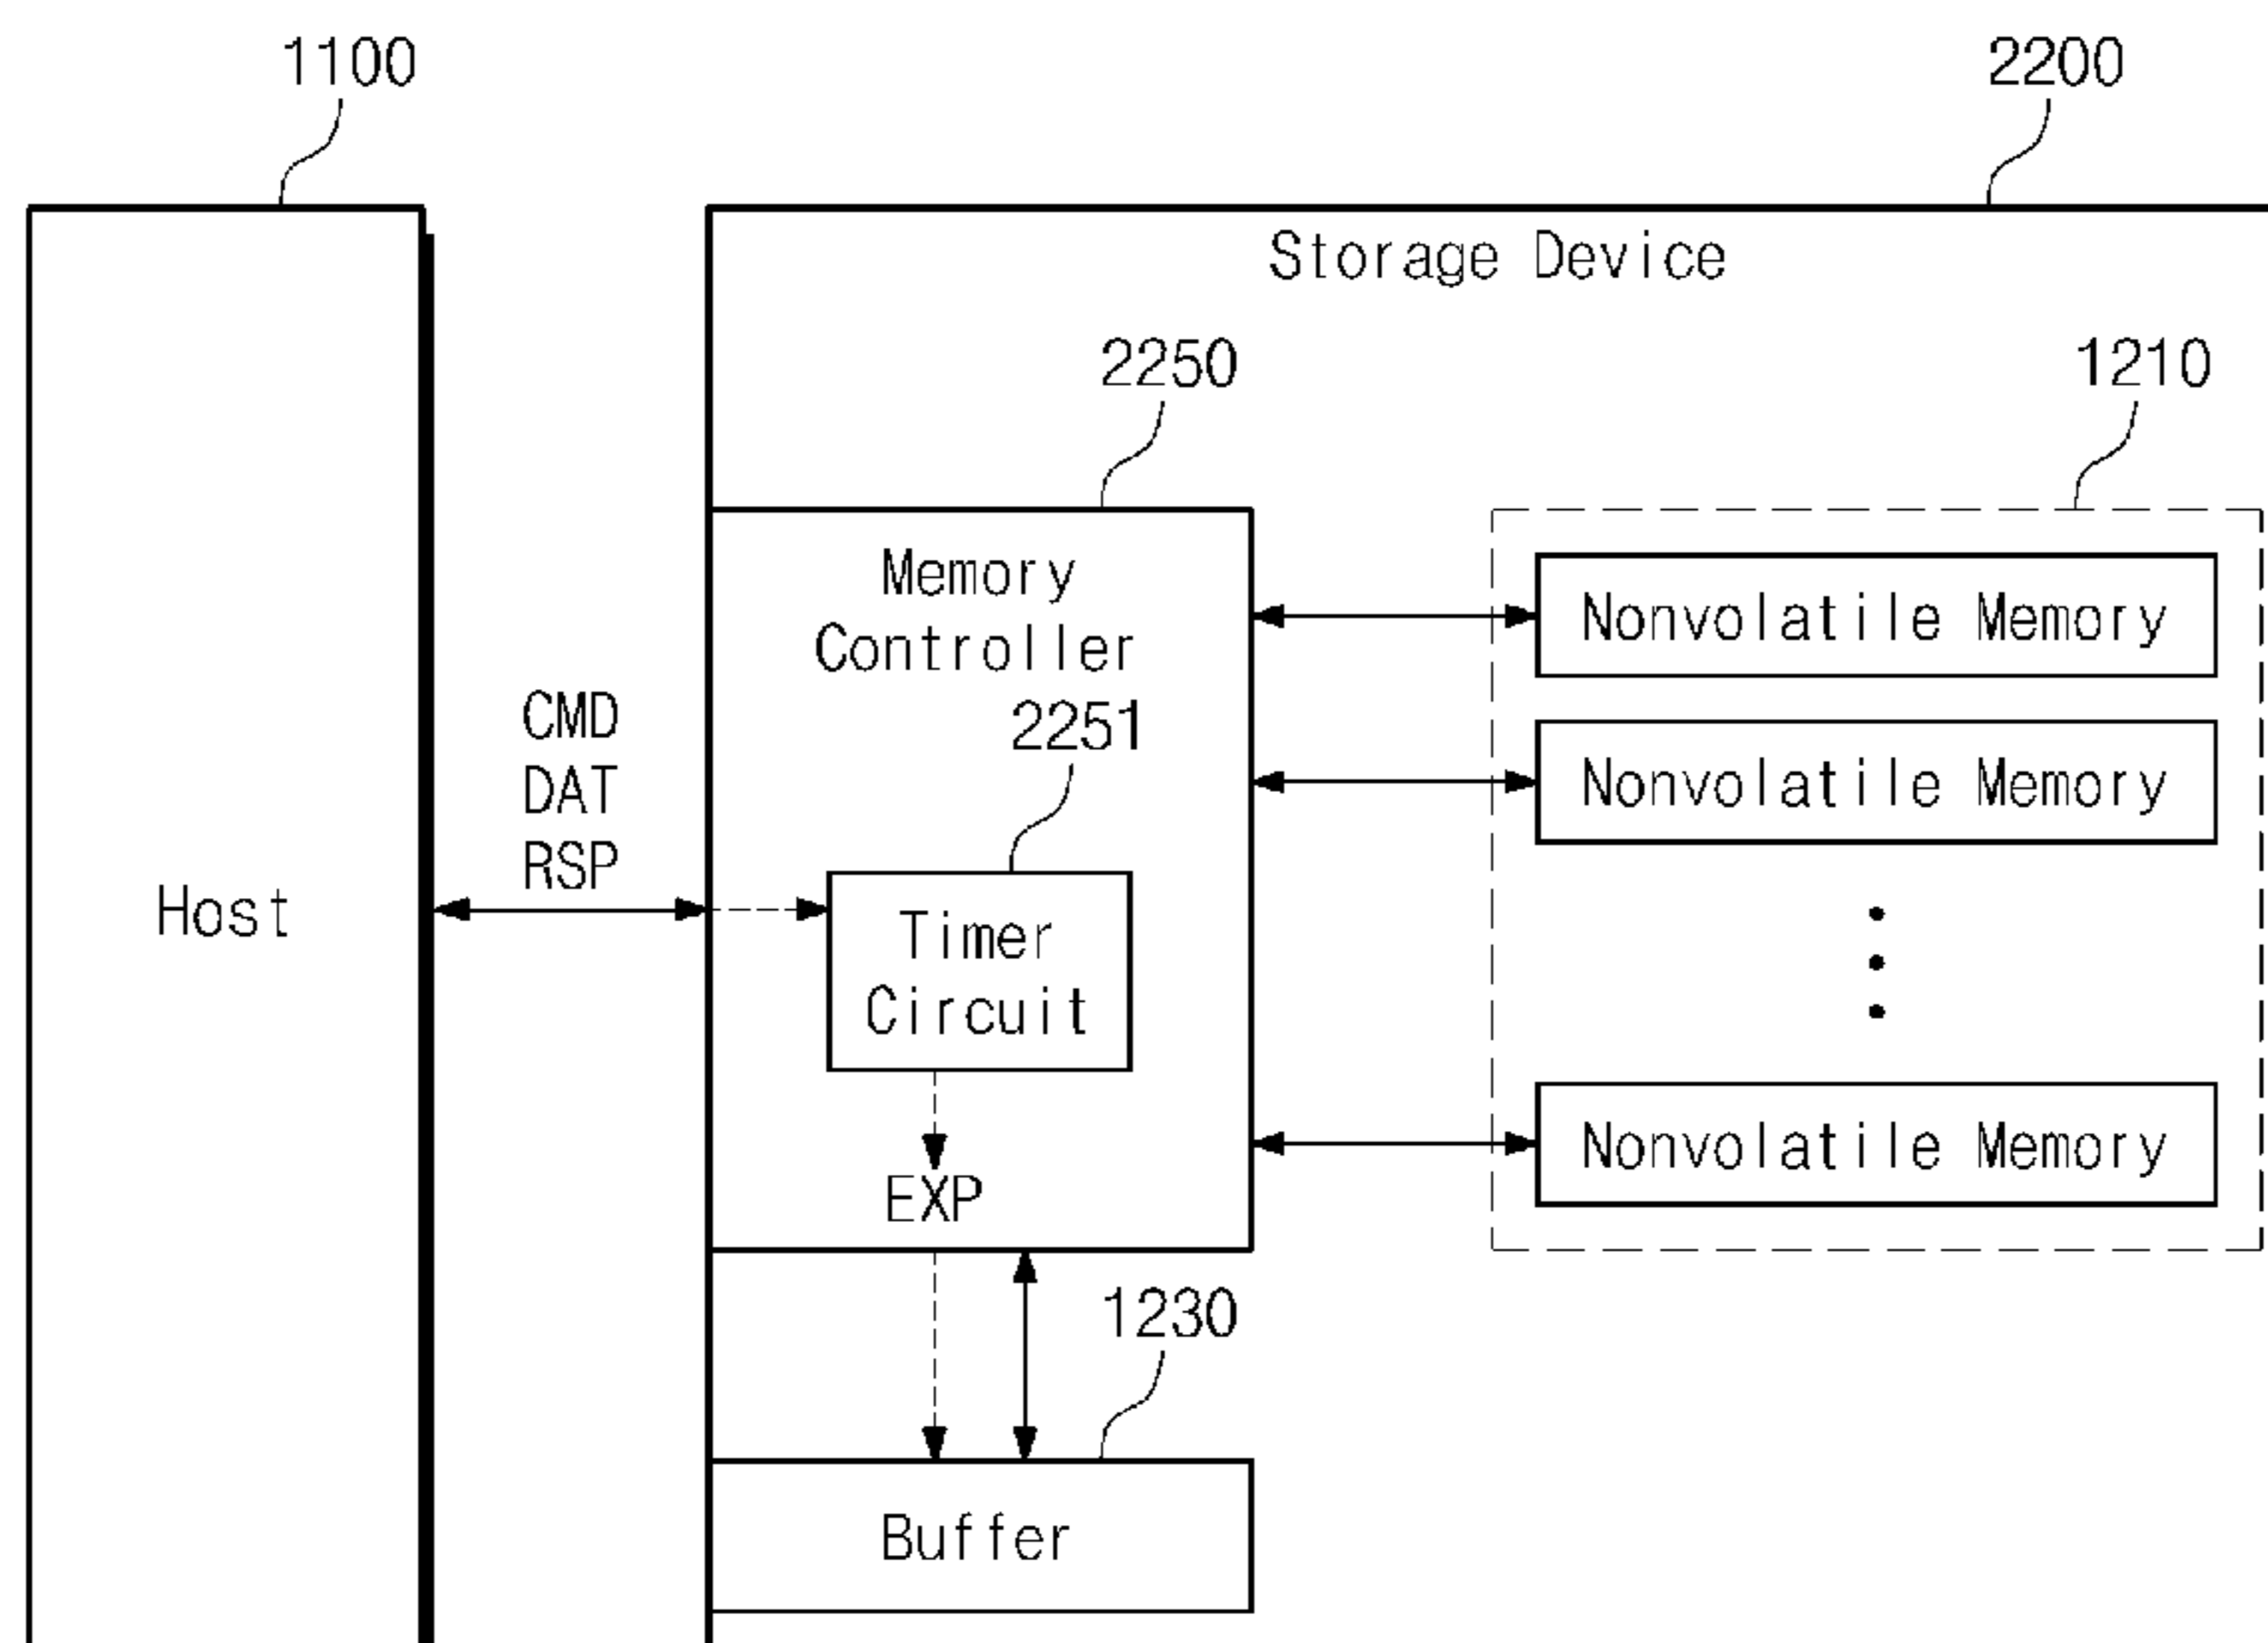 1100
2200
Storage Device
2250
1210
Memory
Controller
2251
Nonvolatile Memory
Nonvolatile Memory
Nonvolatile Memory
CMD
DAT
RSP
Host
Timer
Circuit
EXP
1230
Buffer